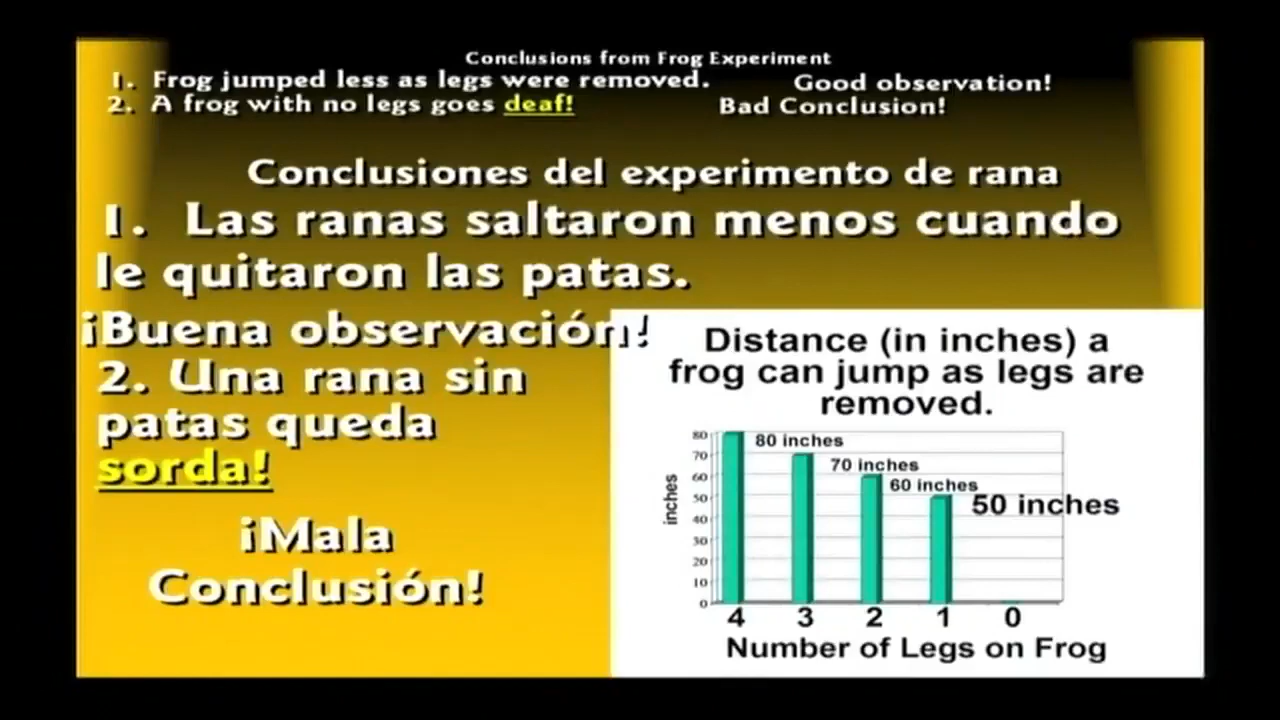 Conclusions from Frog Experiment
1. Frog jumped less as legs were removed. Good observation!
2. A frog with no legs goes deaf! Bad Conclusion!
Conclusiones del experimento de rana
1. Las ranas saltaron menos cuando
le quitaron las patas.
¡Buena observación!
2. Una rana sin
patas queda
sorda!
¡Mala
Conclusión!
Distance (in inches) a
frog can jump as legs are
removed.
80
70
60
50
40
30
20
10
0
inches
80 inches
70 inches
60 inches
50 inches
4 3 2 1 0
Number of Legs on Frog